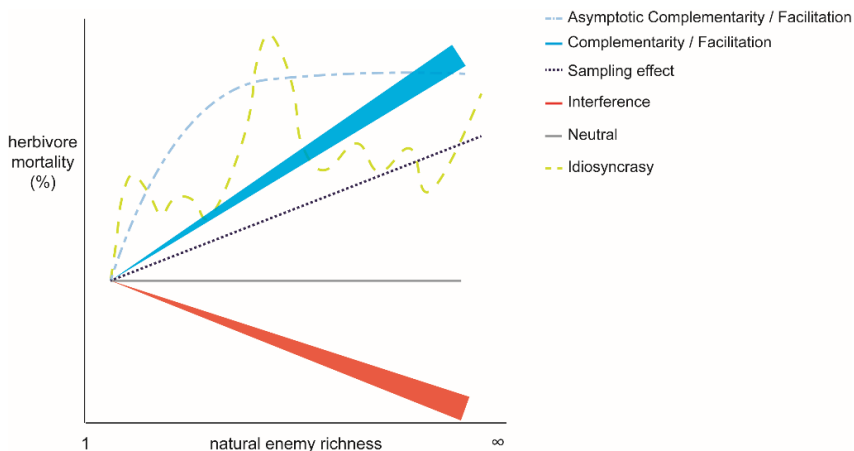 Asymptotic Complementarity / Facilitation
Complementarity / Facilitation
Sampling effect
Interference
Neutral
Idiosyncrasy
herbivore
mortality
(%)
1
natural enemy richness
∞